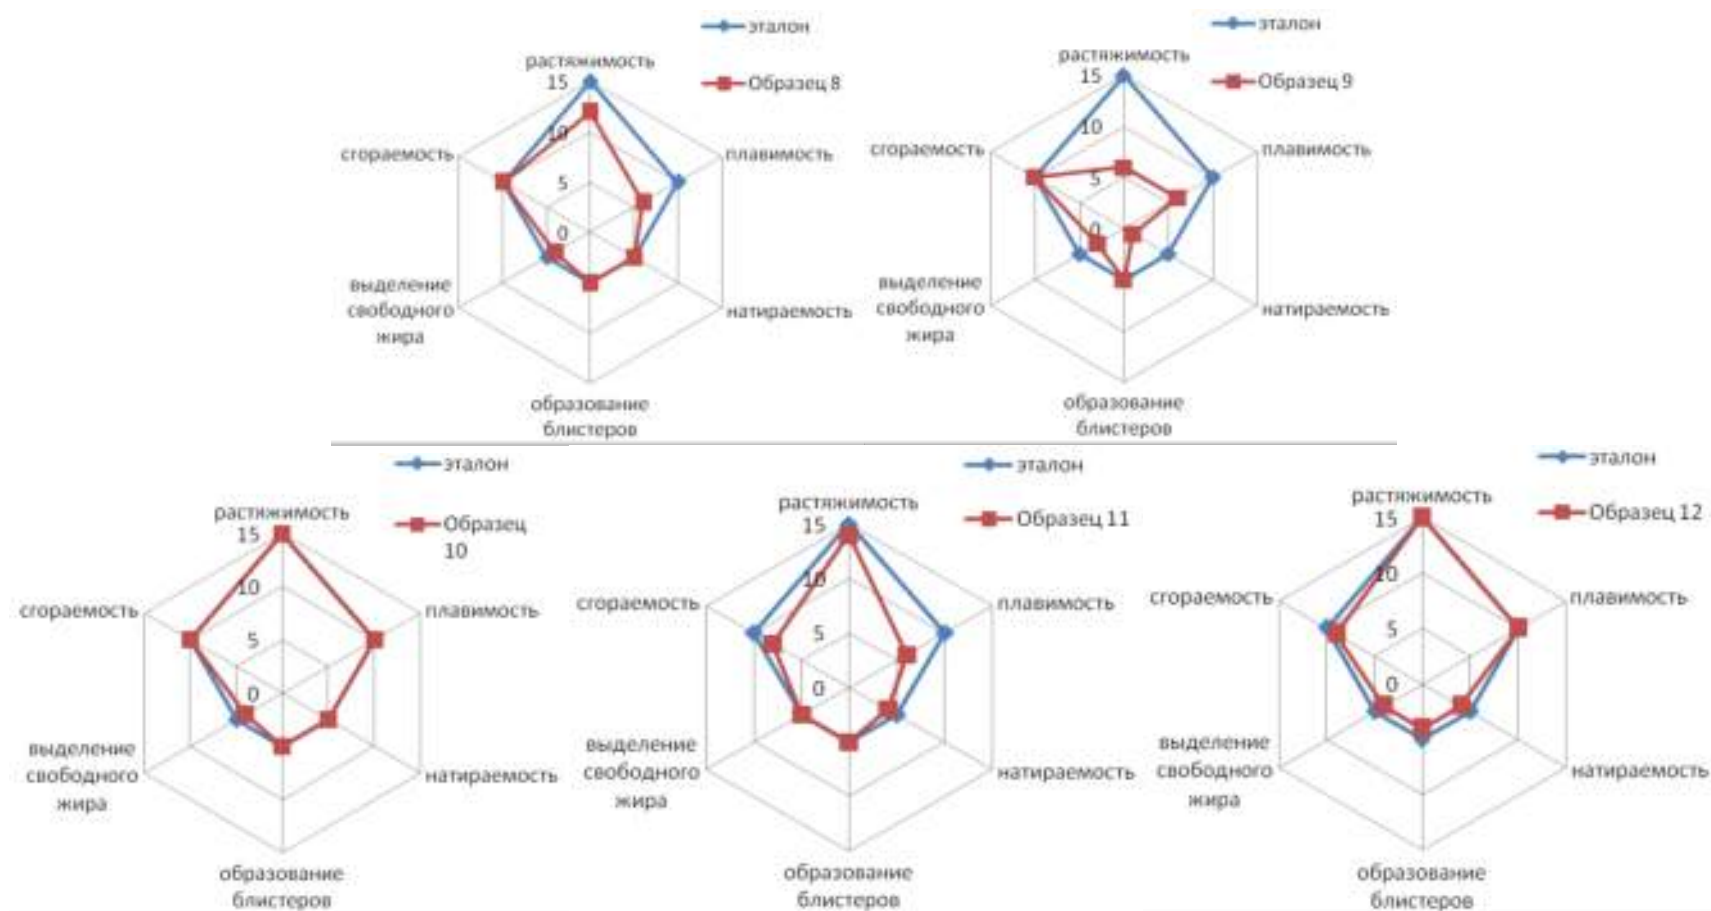 эталон
растяжимость
15
Образец 8
10
сгораемость
плавимость
5
0
выделение
свободного
жира
натираемость
образование
блистеров
эталон
растяжимость
15
Образец 9
10
сгораемость
плавимость
5
0
выделение
свободного
жира
натираемость
образование
блистеров
эталон
растяжимость
15
Образец
10
10
сгораемость
плавимость
5
0
выделение
свободного
жира
натираемость
образование
блистеров
эталон
растяжимость
15
Образец 11
10
сгораемость
плавимость
5
0
выделение
свободного
жира
натираемость
образование
блистеров
эталон
растяжимость
15
Образец 12
10
сгораемость
плавимость
5
0
выделение
свободного
жира
натираемость
образование
блистеров